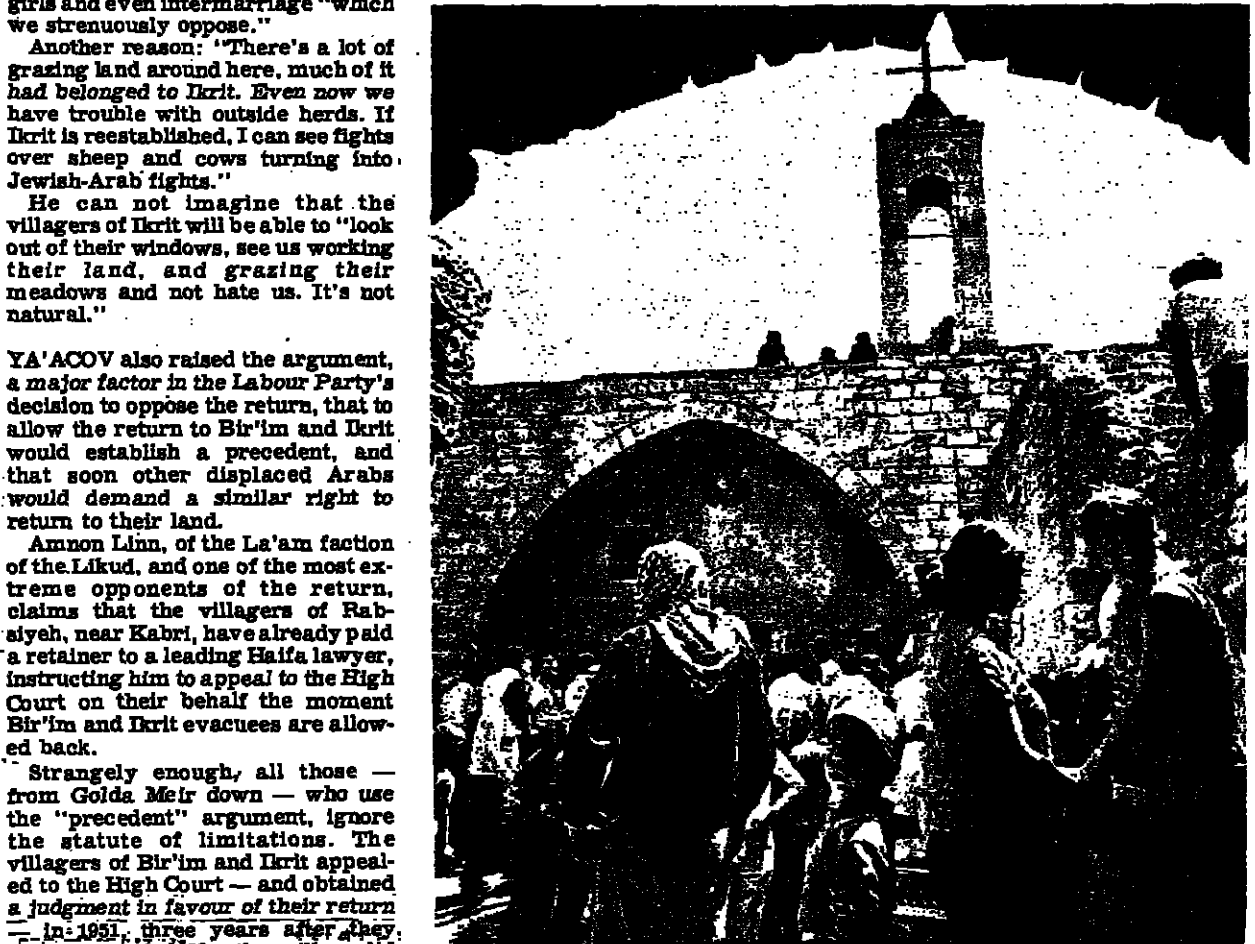 girls and even intermarriage "which
we strenuously oppose."
Another reason: "There's a lot of
grazing land around here, much of it
had belonged to Ikrit. Even now we
have trouble with outside herds. If
Ikrit is reestablished, I can see fights
over sheep and cows turning into
Jewish-Arab fights."
He can not imagine that the
villagers of Ikrit will be able to "look
out of their windows, see us working
their land, and grazing their
meadows and not hate us. It's not
natural."
YA'ACOV also raised the argument,
a major factor in the Labour Party's
decision to oppose the return, that to
allow the return to Bir'im and Ikrit
would establish a precedent, and
that soon other displaced Arabs
would demand a similar right to
return to their land.
Amnon Linn, of the La'am faction
of the Likud, and one of the most ex-
treme opponents of the return,
claims that the villagers of Rab-
siyeh, near Kabri, have already paid
a retainer to a leading Haifa lawyer,
instructing him to appeal to the High
Court on their behalf the moment
Bir'im and Ikrit evacuees are allow-
ed back.
Strangely enough, all those —
from Golda Meir down — who use
the "precedent" argument, ignore
the statute of limitations. The
villagers of Bir'im and Ikrit appeal-
ed to the High Court — and obtained
a judgment in favour of their return
— in 1951, three years after they